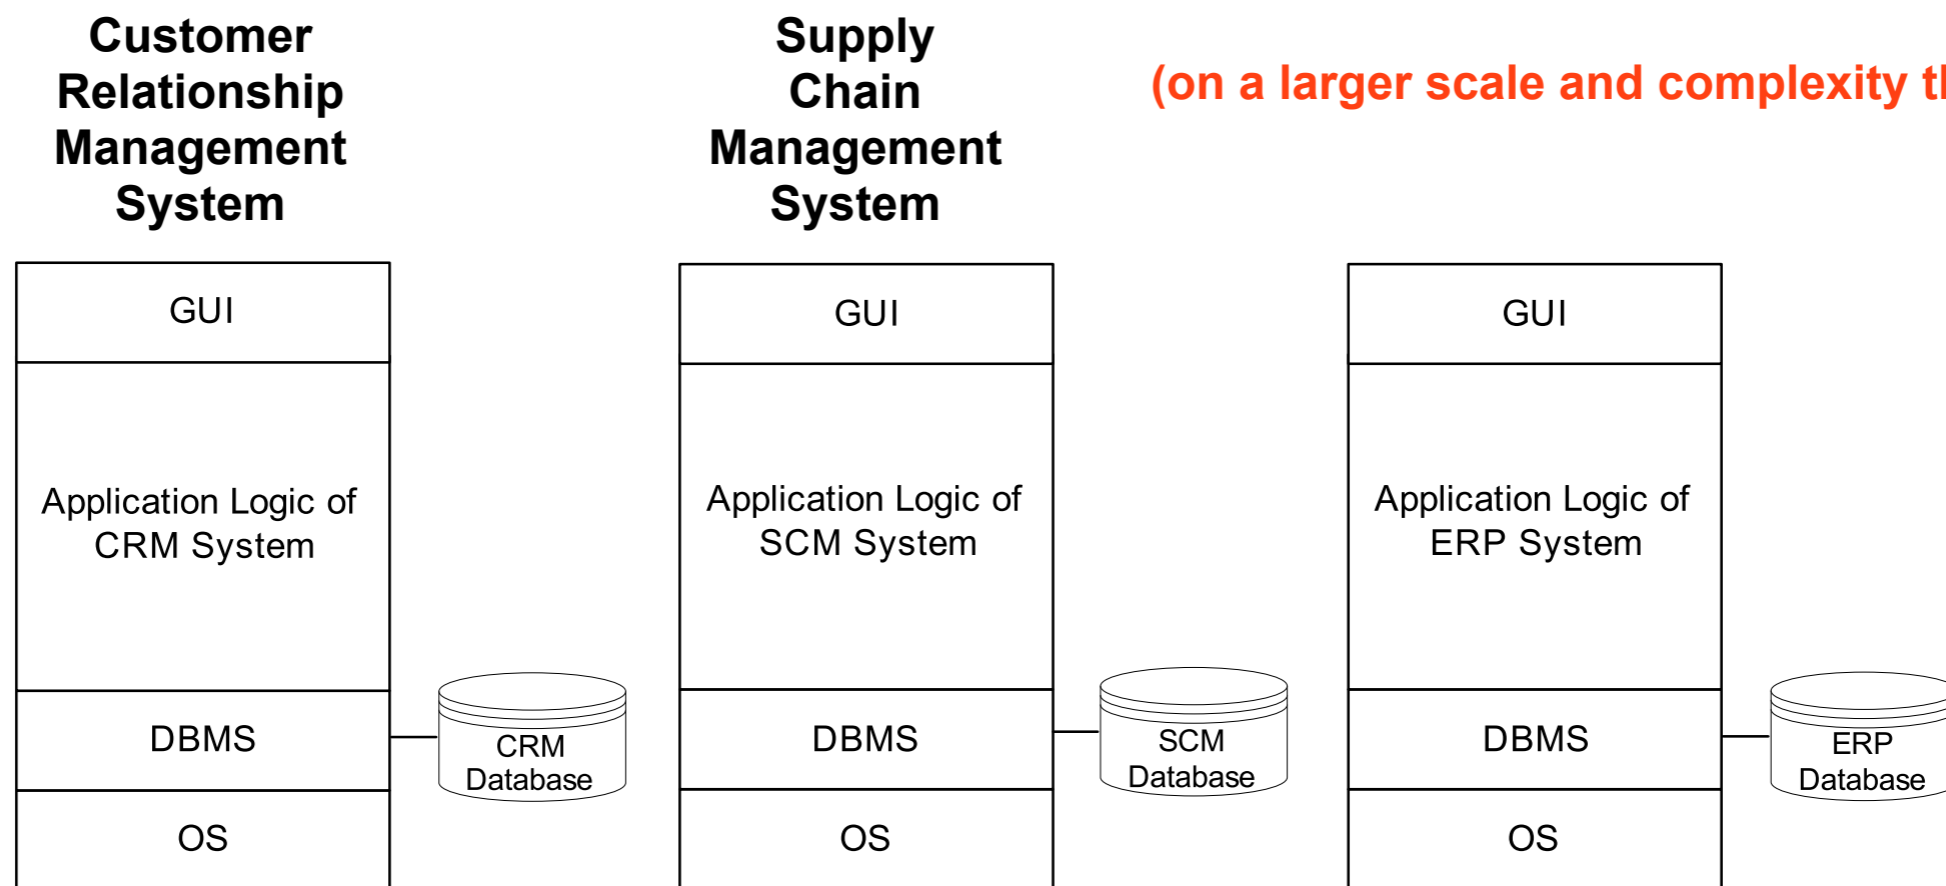 Customer
Relationship
Management
System
Supply
Chain
Management
System
(on a larger scale and complexity
GUI
Application Logic of
CRM System
DBMS
OS
CRM
Database
GUI
Application Logic of
SCM System
DBMS
OS
SCM
Database
GUI
Application Logic of
ERP System
DBMS
OS
ERP
Database